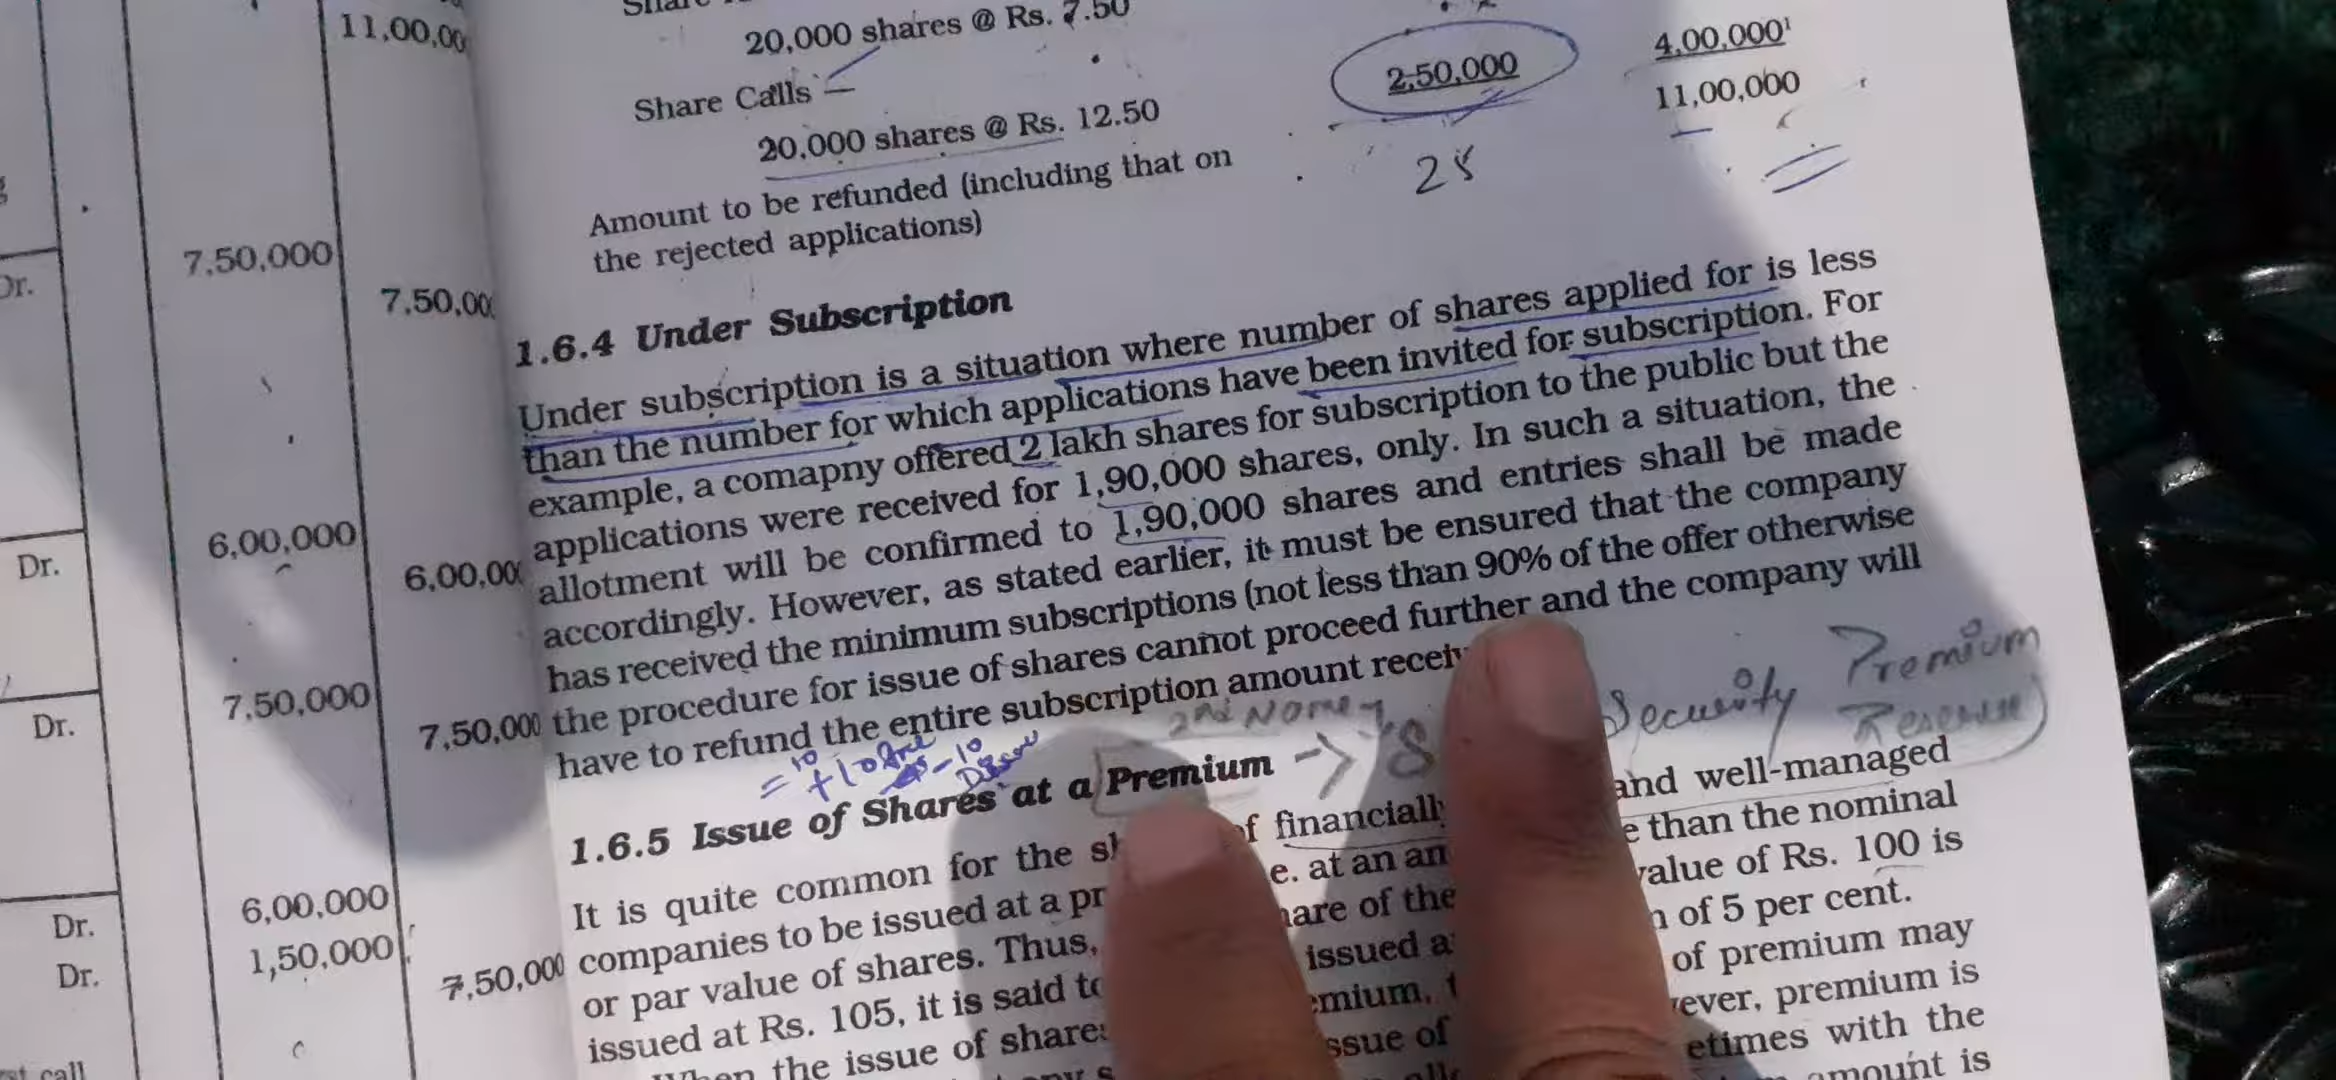 11,00,00
Dr.
7,50,000
7,50,00
Dr.
6,00,000
6,00,00
Dr.
7,50,000
7,50,000
Dr.
6,00,000
Dr.
1,50,000
7,50,000
call
20,000 shares @ Rs. 7.50
4,00,000¹
Share Calls
2,50,000
11,00,000
20,000 shares @ Rs. 12.50
Amount to be refunded (including that on
the rejected applications)
1.6.4 Under Subscription
Under subscription is a situation where number of shares applied for is less
than the number for which applications have been invited for subscription. For
example, a comapny offered 2 lakh shares for subscription to the public but the
applications were received for 1,90,000 shares, only. In such a situation, the
allotment will be confirmed to 1,90,000 shares and entries shall be made
accordingly. However, as stated earlier, it must be ensured that the company
has received the minimum subscriptions (not less than 90% of the offer otherwise
the procedure for issue of shares cannot proceed further and the company will
have to refund the entire subscription amount
2nd Name
Security Premium
Reserve)
1.6.5 Issue of Shares at a Premium
It is quite common for the of and well-managed
companies to be issued at a e. at an than the nominal
or par value of shares. Thus, of the value of Rs. 100 is
issued at Rs. 105, it is said issued of 5 per cent.
the issue of of premium may
of premium is
with the
amount is